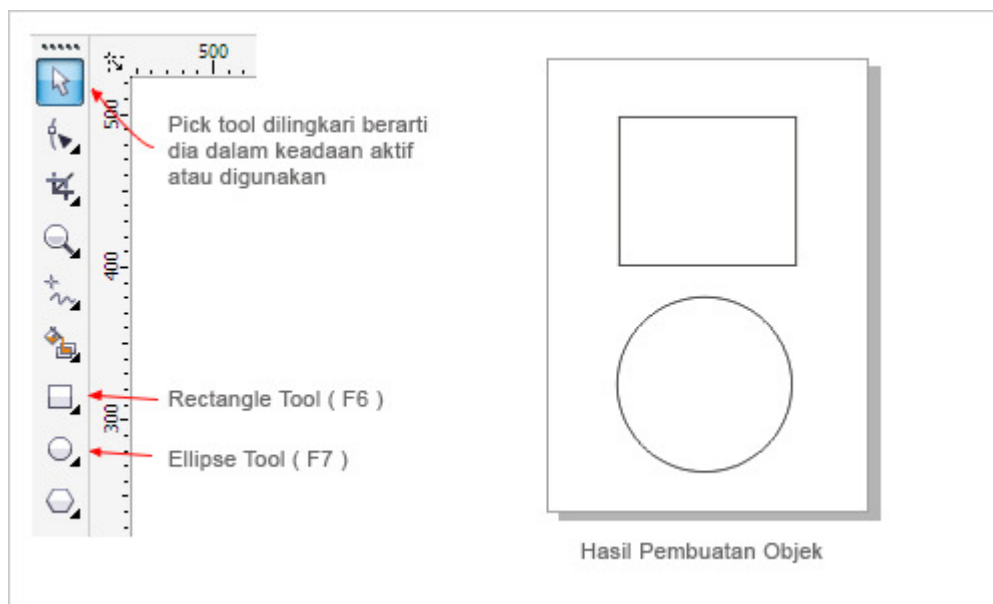 500
500
Pick tool dilingkari berarti
dia dalam keadaan aktif
atau digunakan
400
Rectangle Tool ( F6 )
300
Ellipse Tool ( F7 )
Hasil Pembuatan Objek